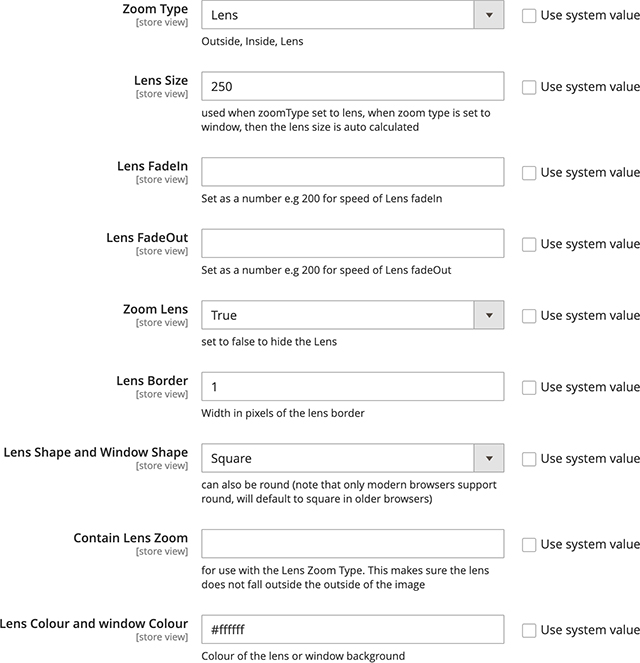 Zoom Type
[store view]
Lens
Use system value
Outside, Inside, Lens
Lens Size
[store view]
250
Use system value
used when zoomType set to lens, when zoom type is set to
window, then the lens size is auto calculated
Lens FadeIn
[store view]
Use system value
Set as a number e.g 200 for speed of Lens fadeIn
Lens FadeOut
[store view]
Use system value
Set as a number e.g 200 for speed of Lens fadeOut
Zoom Lens
[store view]
True
Use system value
set to false to hide the Lens
Lens Border
[store view]
1
Use system value
Width in pixels of the lens border
Lens Shape and Window Shape
[store view]
Square
Use system value
can also be round (note that only modern browsers support
round, will default to square in older browsers)
Contain Lens Zoom
[store view]
Use system value
for use with the Lens Zoom Type. This makes sure the lens
does not fall outside the outside of the image
Lens Colour and window Colour
[store view]
#ffffff
Use system value
Colour of the lens or window background